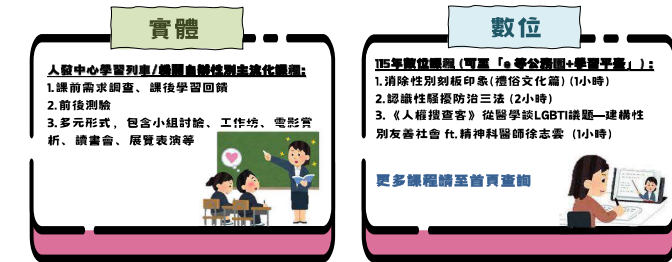 實體
人發中心學習列車/機關自辦性別主流化課程:
1.課前需求調查、課後學習回饋
2.前後測驗
3.多元形式，包含小組討論、工作坊、電影賞
析、讀書會、展覽表演等
數位
115年數位課程(可至「e等公務園+學習平臺」):
1.消除性別刻板印象(禮俗文化篇)(1小時)
2.認識性騷擾防治三法(2小時)
3.《人權搜查客》從醫學談LGBTI議題—建構性
別友善社會 ft.精神科醫師徐志雲 (1小時)
更多課程請至首頁查詢